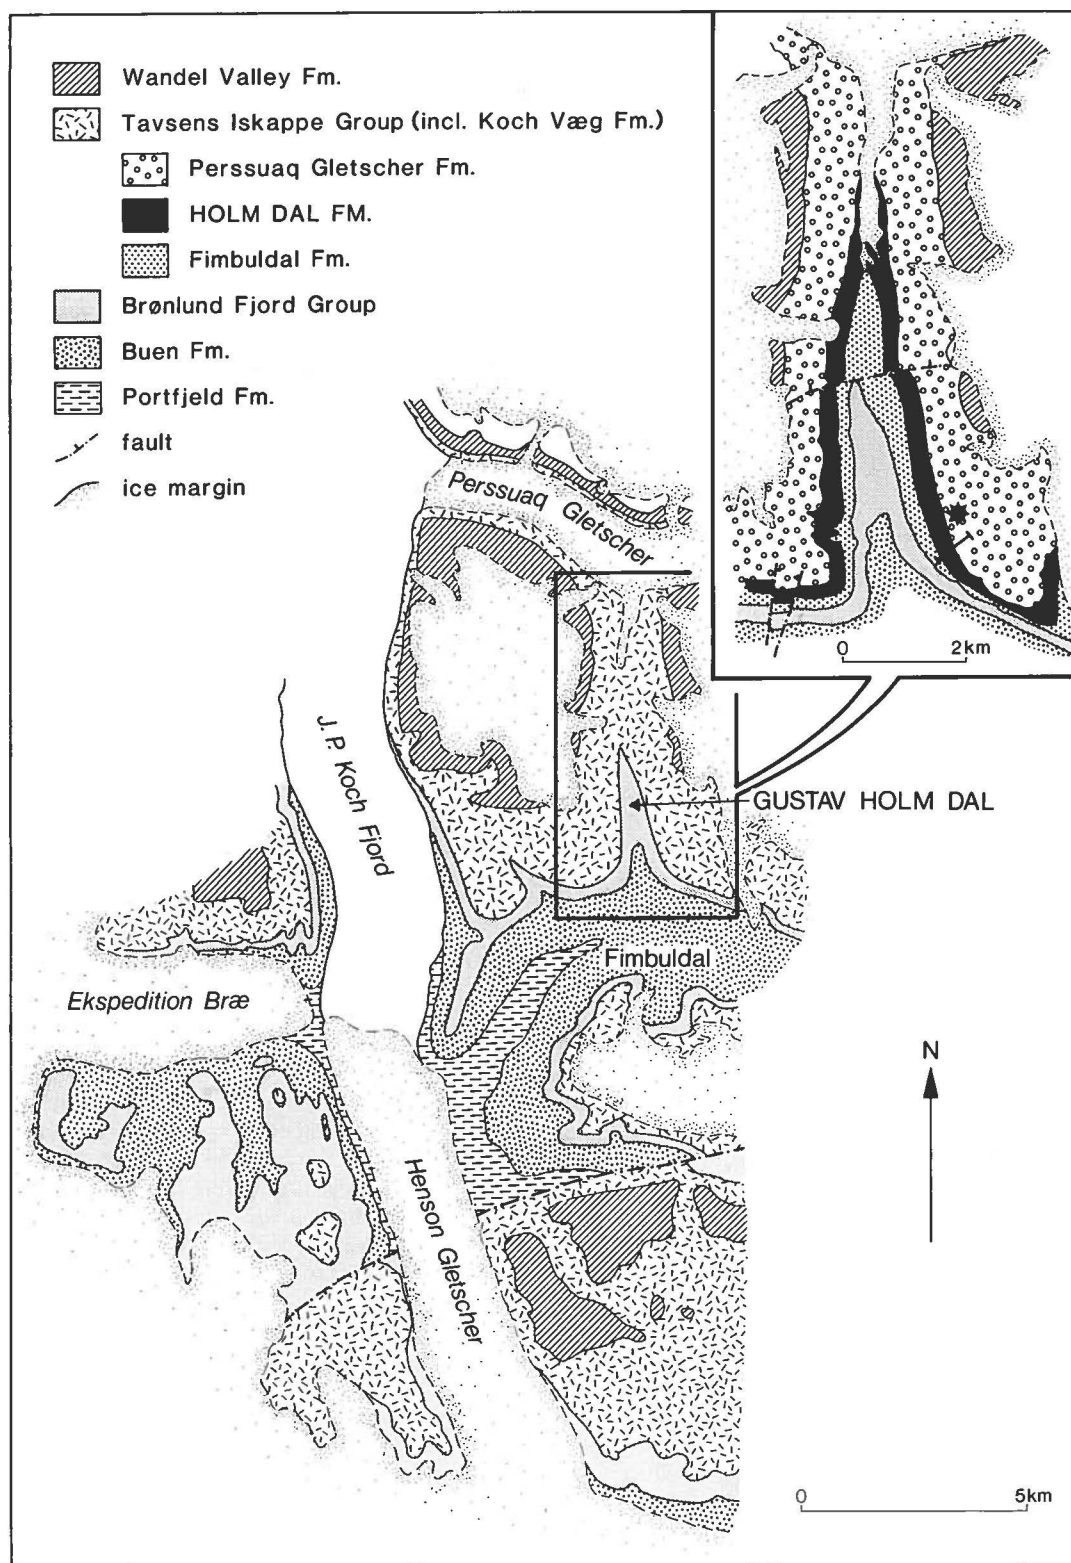 Wandel Valley Fm.
Tavsens Iskappe Group (incl. Koch Væg Fm.)
Perssuaq Gletscher Fm.
HOLM DAL FM.
Fimbuldal Fm.
Brønlund Fjord Group
Buen Fm.
Portfjeld Fm.
fault
ice margin
0 2km
Perssuaq Gletscher
J.P. Koch Fjord
GUSTAV HOLM DAL
Fimbuldal
Ekspedition Bræ
N
Henson Gletscher
0 5km